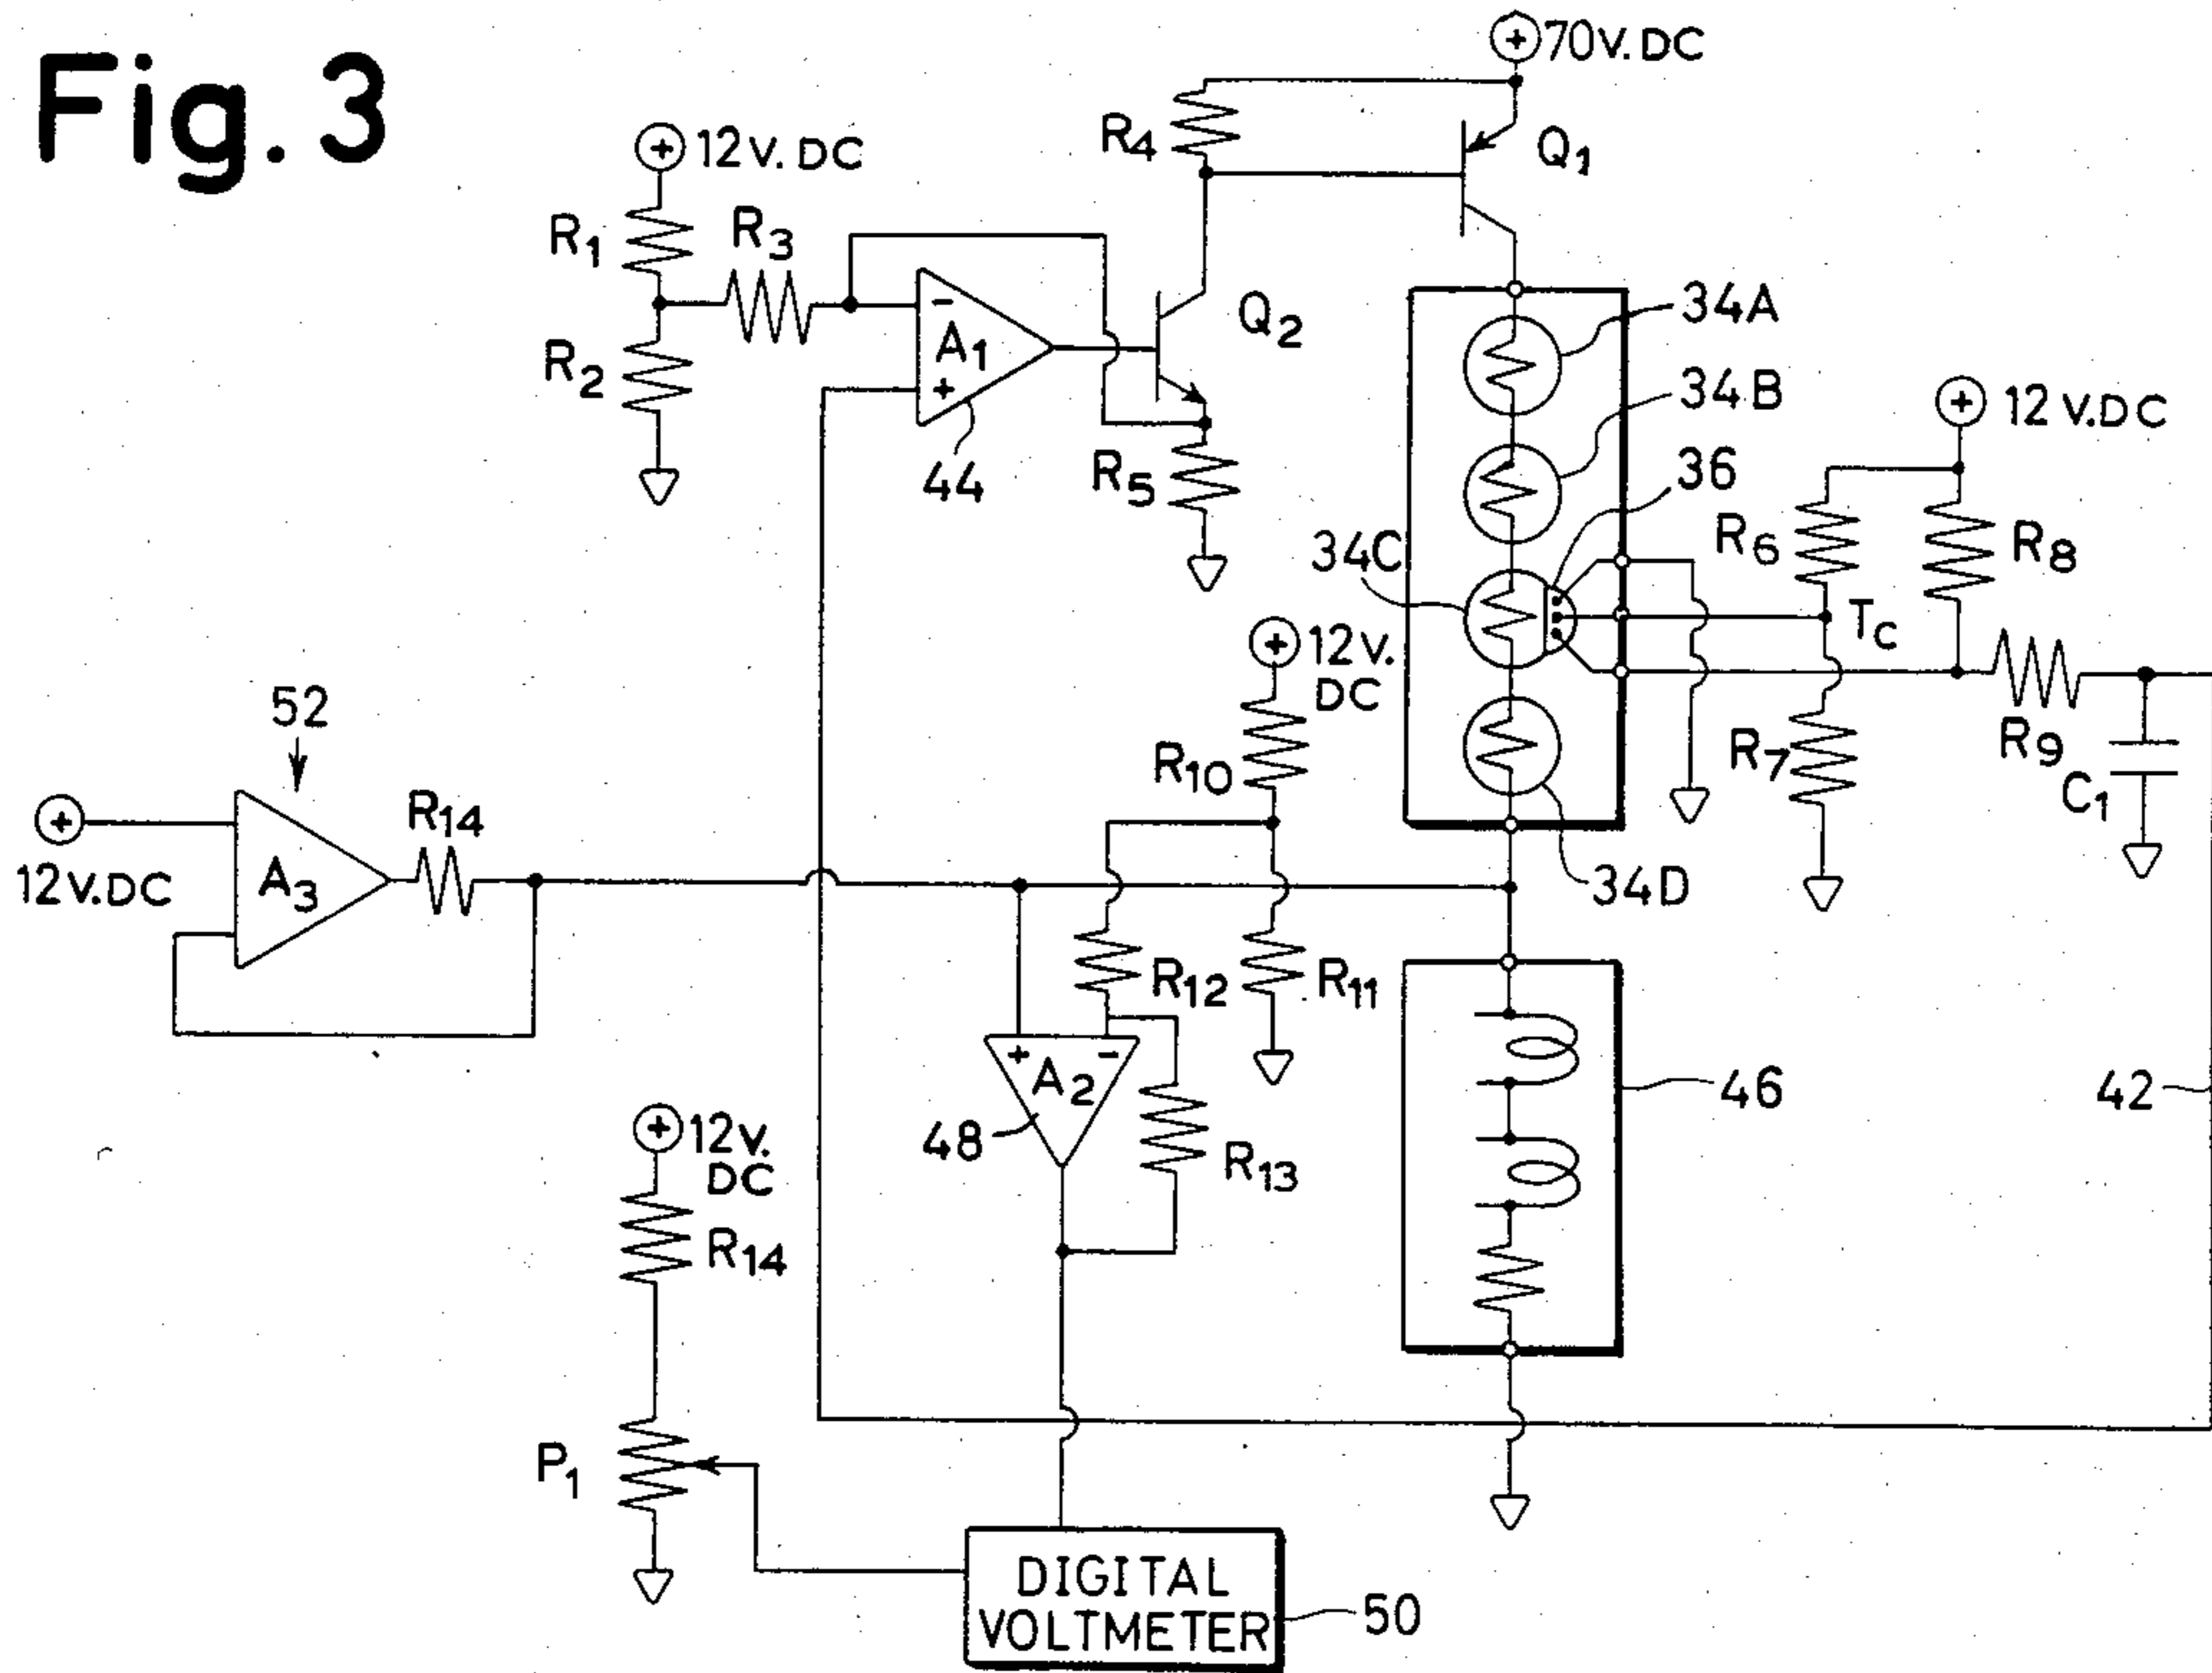 Fig. 3
+ 70V. DC
+ 12V. DC
R1
R2
R3
R4
R5
Q1
Q2
- A1 +
44
34A
34B
36
34C
34D
+ 12V. DC
R6
R8
TC
R7
R9
C1
52
+ 12V. DC
A3
R14
+ 12V.
DC
R10
R12
R11
+ A2 -
48
R13
46
42
+ 12V.
DC
R14
P1
DIGITAL
VOLTMETER
50